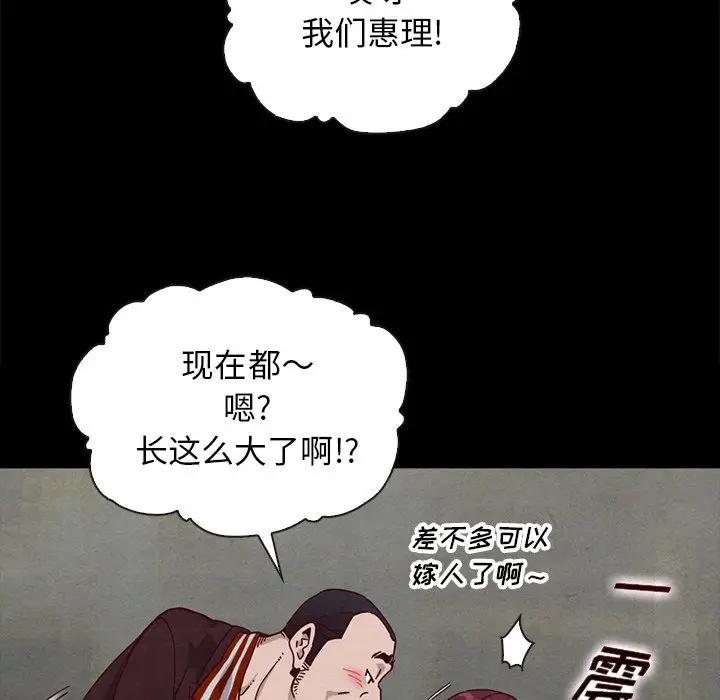 我们惠理!
现在都～
嗯?
长这么大了啊!?
差不多可以
嫁人了啊～
一